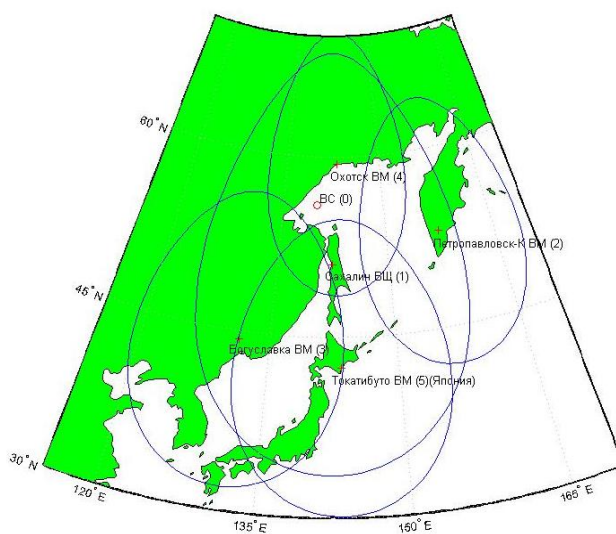 60°N
Охотск ВМ (4)
ВС (0)
Петропавловск-К ВМ (2)
Сахалин ВЩ (1)
45°N
Богуславка ВМ (3)
Токатибуто ВМ (5)(Япония)
30°N
120°E
135°E
150°E
165°E